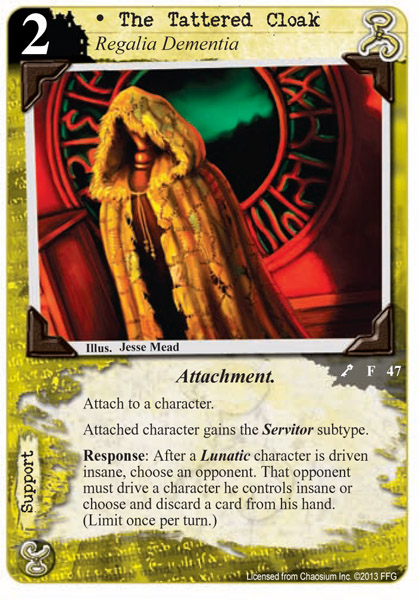 2
• The Tattered Cloak
Regalia Dementia
Illus. Jesse Mead
F 47
Attachment.
Attach to a character.
Attached character gains the Servitor subtype.
Response: After a Lunatic character is driven
insane, choose an opponent. That opponent
must drive a character he controls insane or
choose and discard a card from his hand.
(Limit once per turn.)
Support
Licensed from Chaosium Inc. ©2013 FFG